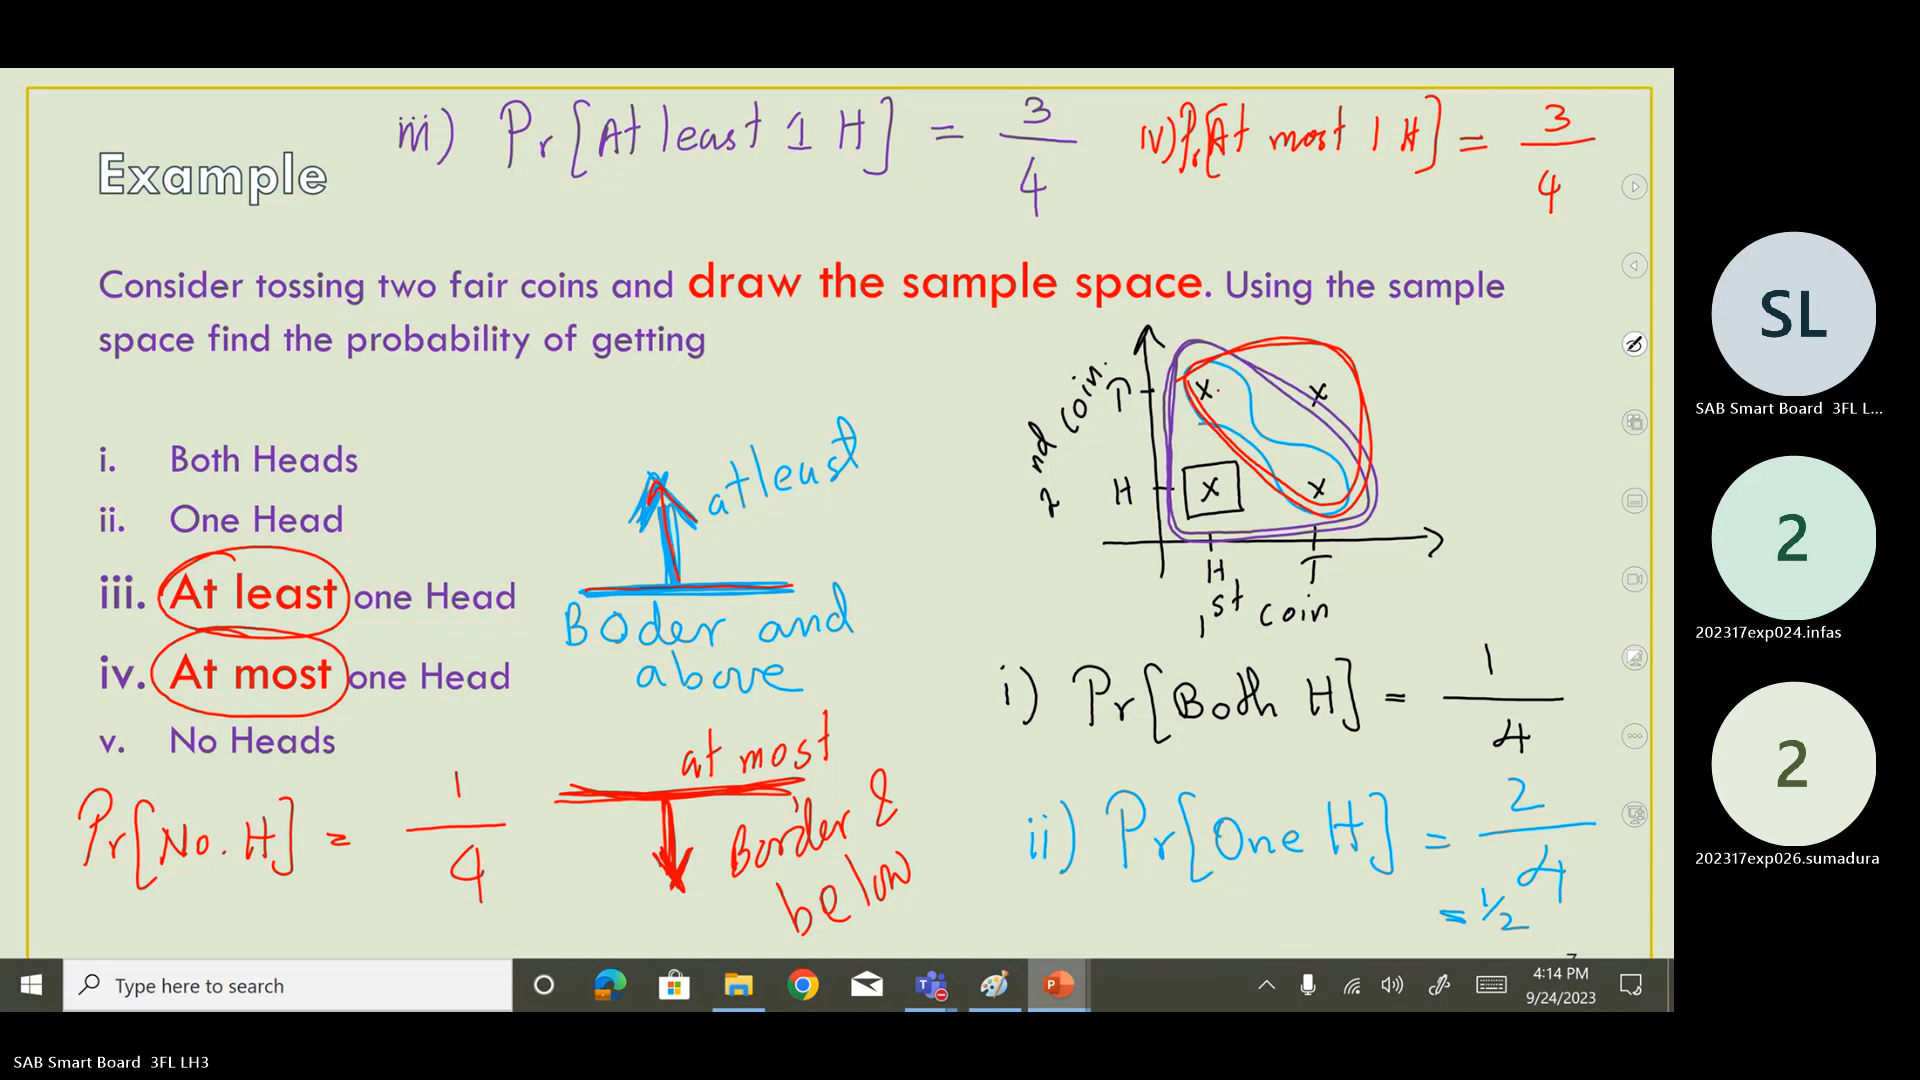 iii) Pr[At least 1 H] = 3/4
iv) Pr[At most 1 H] = 3/4
Example
Consider tossing two fair coins and draw the sample space. Using the sample
space find the probability of getting
i. Both Heads
ii. One Head
iii. At least one Head
iv. At most one Head
v. No Heads
Pr[No. H] = 1/4
atleast
Boder and
above
at most
Border &
below
2nd coin.
T
H
x x
x x
H T
1st coin
i) Pr[Both H] = 1/4
ii) Pr[One H] = 2/4
= 1/2
7
SL
SAB Smart Board 3FL L...
2
202317exp024.infas
2
202317exp026.sumadura
Type here to search
4:14 PM
9/24/2023
SAB Smart Board 3FL LH3